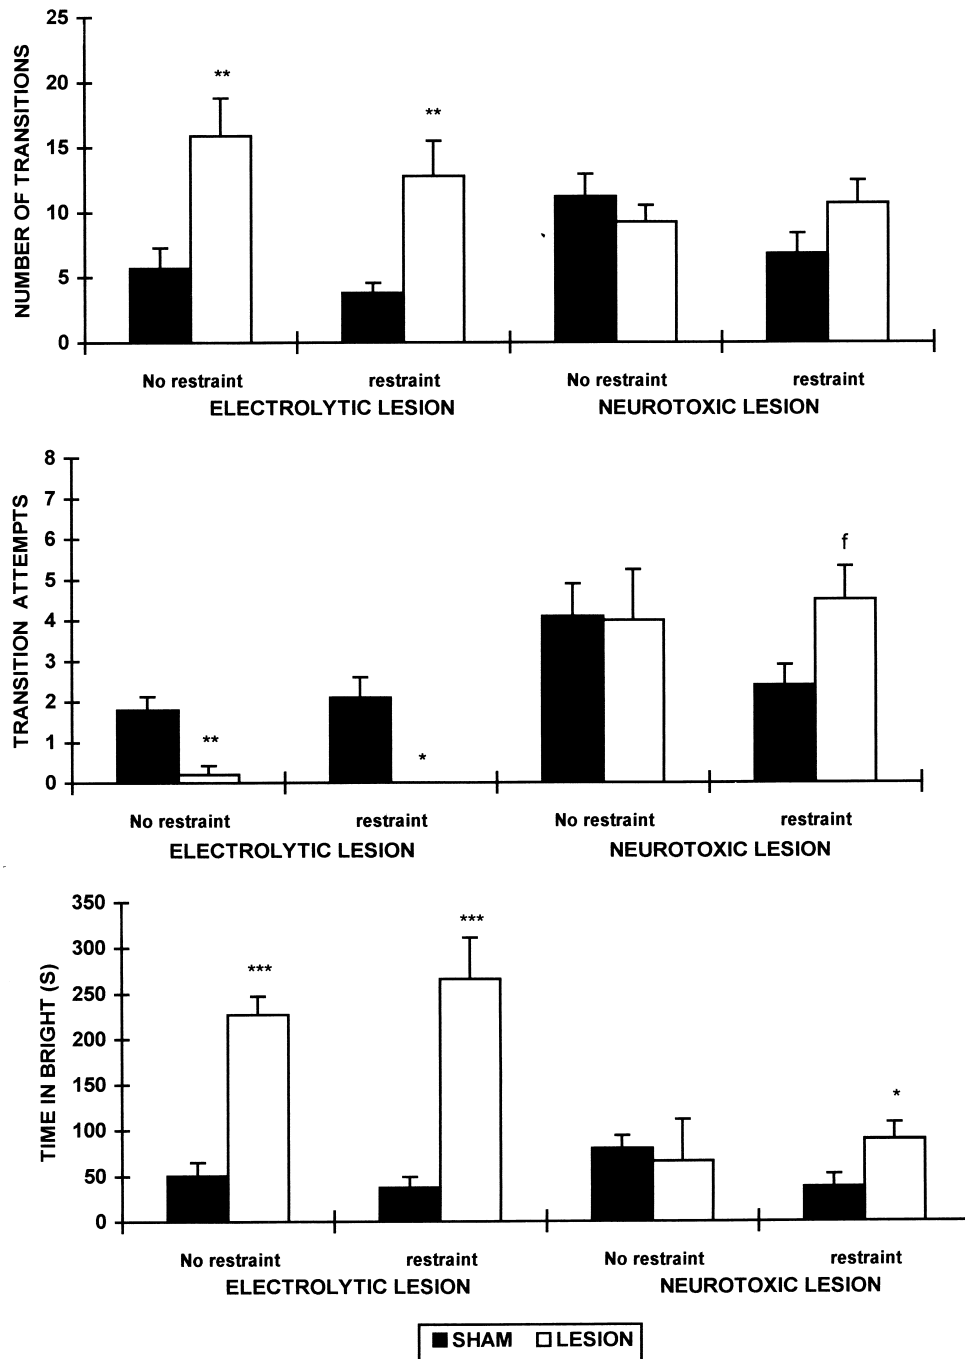 25
20
15
10
5
0
NUMBER OF TRANSITIONS
**
**
No restraint restraint No restraint restraint
ELECTROLYTIC LESION NEUROTOXIC LESION
8
7
6
5
4
3
2
1
0
TRANSITION ATTEMPTS
**
*
f
No restraint restraint No restraint restraint
ELECTROLYTIC LESION NEUROTOXIC LESION
350
300
250
200
150
100
50
0
TIME IN BRIGHT (S)
***
***
*
No restraint restraint No restraint restraint
ELECTROLYTIC LESION NEUROTOXIC LESION
SHAM LESION